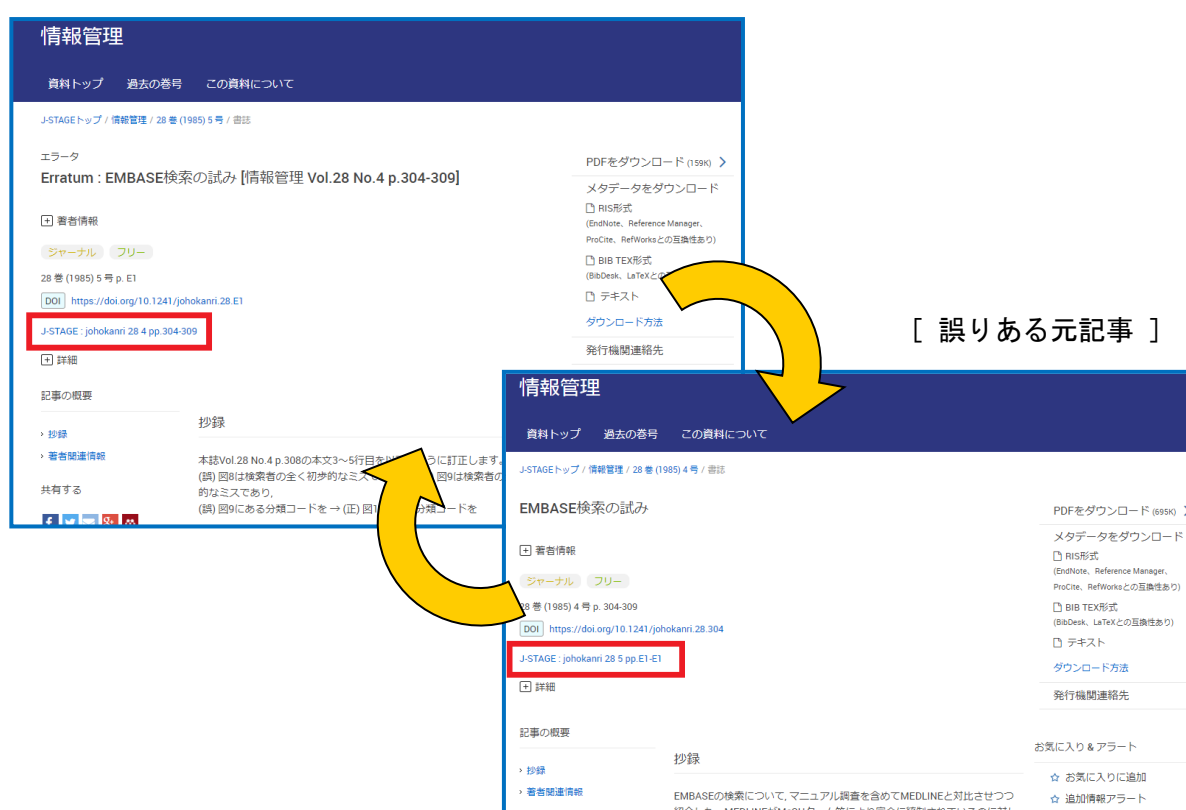 情報管理
資料トップ 過去の巻号 この資料について
J-STAGEトップ / 情報管理 / 28 巻 (1985) 5 号 / 書誌
エラータ
Erratum : EMBASE検索の試み [情報管理 Vol.28 No.4 p.304-309]
+ 著者情報
ジャーナル フリー
28 巻 (1985) 5 号 p. E1
DOI https://doi.org/10.1241/johokanri.28.E1
J-STAGE : johokanri 28 4 pp.304-309
+ 詳細
記事の概要
› 抄録
› 著者関連情報
共有する
抄録
本誌Vol.28 No.4 p.308の本文3~5行目を うに訂正します。
(誤) 図8は検索者の全く初歩的なミス 図9は検索者の
的なミスであり,
(誤) 図9にある分類コードを → (正) 図1 分類コードを
PDFをダウンロード (159K)
メタデータをダウンロード
RIS形式
(EndNote、Reference Manager、
ProCite、RefWorksとの互換性あり)
BIB TEX形式
(BibDesk、LaTeXと
テキスト
ダウンロード方法
発行機関連絡先
[ 誤りある元記事 ]
情報管理
資料トップ 過去の巻号 この資料について
J-STAGEトップ / 情報管理 / 28 巻 (1985) 4 号 / 書誌
EMBASE検索の試み
+ 著者情報
ジャーナル フリー
28 巻 (1985) 4 号 p. 304-309
DOI https://doi.org/10.1241/johokanri.28.304
J-STAGE : johokanri 28 5 pp.E1-E1
+ 詳細
記事の概要
› 抄録
› 著者関連情報
抄録
EMBASEの検索について, マニュアル調査を含めてMEDLINEと対比させつつ
PDFをダウンロード (695K)
メタデータをダウンロード
RIS形式
(EndNote、Reference Manager、
ProCite、RefWorksとの互換性あり)
BIB TEX形式
(BibDesk、LaTeXとの互換性あり)
テキスト
ダウンロード方法
発行機関連絡先
お気に入り & アラート
☆ お気に入りに追加
☆ 追加情報アラート